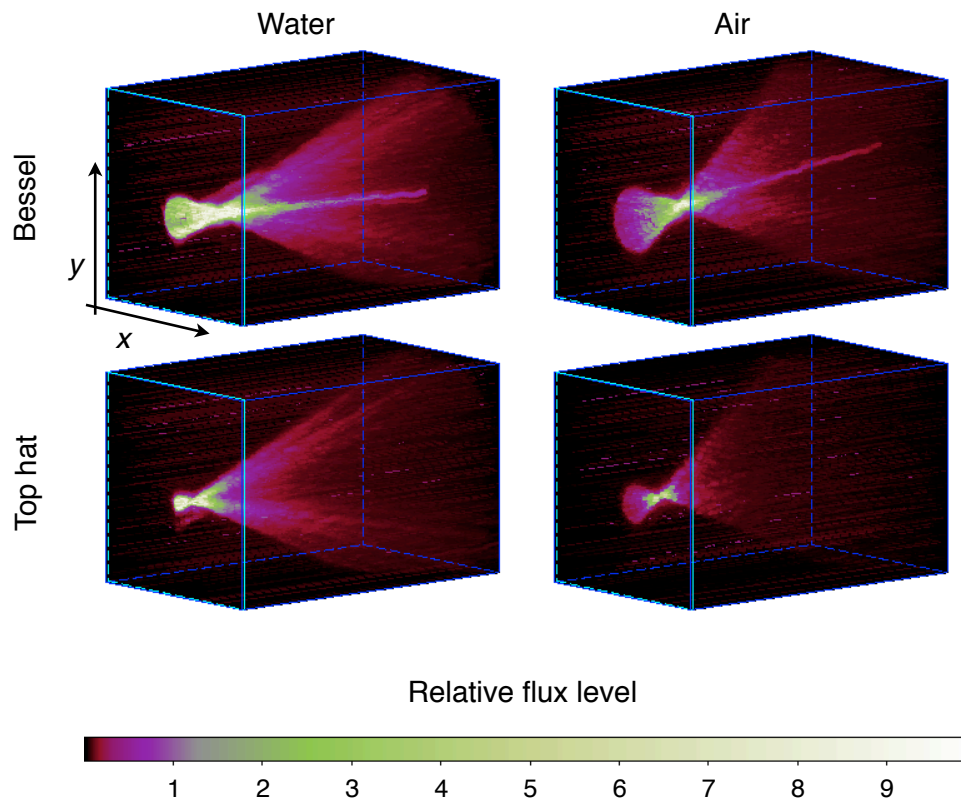 Water Air
Bessel
y
x
Top hat
Relative flux level
1 2 3 4 5 6 7 8 9